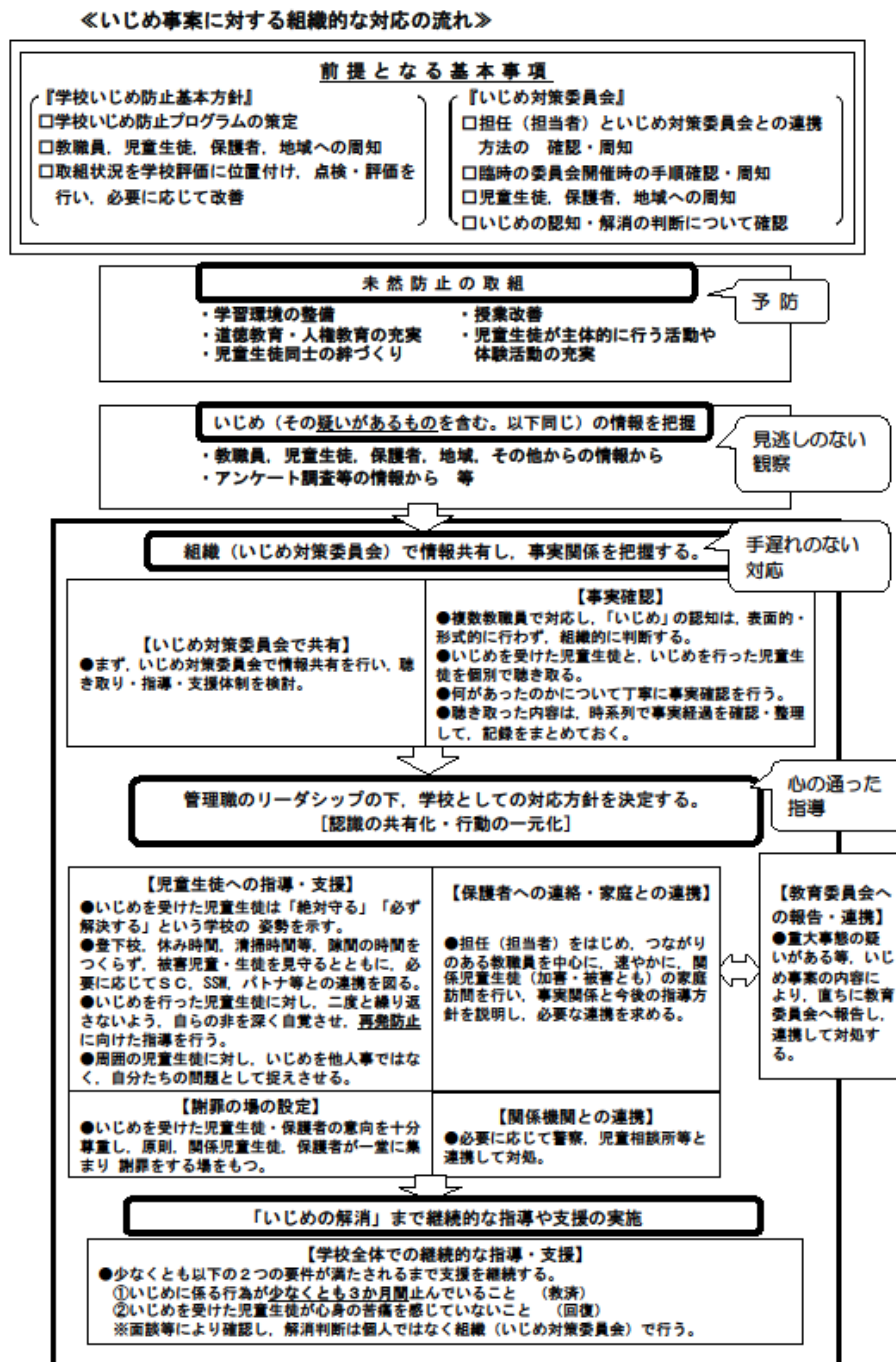 ≪いじめ事案に対する組織的な対応の流れ≫
前提となる基本事項
『学校いじめ防止基本方針』
□学校いじめ防止プログラムの策定
□教職員，児童生徒，保護者，地域への周知
□取組状況を学校評価に位置付け，点検・評価を
行い，必要に応じて改善
『いじめ対策委員会』
□担任（担当者）といじめ対策委員会との連携
方法の　確認・周知
□臨時の委員会開催時の手順確認・周知
□児童生徒，保護者，地域への周知
□いじめの認知・解消の判断について確認
未然防止の取組
予防
・学習環境の整備
・道徳教育・人権教育の充実
・児童生徒同士の絆づくり
・授業改善
・児童生徒が主体的に行う活動や
体験活動の充実
いじめ（その疑いがあるものを含む。以下同じ）の情報を把握
見逃しのない
観察
・教職員，児童生徒，保護者，地域，その他からの情報から
・アンケート調査等の情報から　等
組織（いじめ対策委員会）で情報共有し，事実関係を把握する。
手遅れのない
対応
【いじめ対策委員会で共有】
●まず，いじめ対策委員会で情報共有を行い，聴
き取り・指導・支援体制を検討。
【事実確認】
●複数教職員で対応し，「いじめ」の認知は，表面的・
形式的に行わず，組織的に判断する。
●いじめを受けた児童生徒と，いじめを行った児童生
徒を個別で聴き取る。
●何があったのかについて丁寧に事実確認を行う。
●聴き取った内容は，時系列で事実経過を確認・整理
して，記録をまとめておく。
管理職のリーダシップの下，学校としての対応方針を決定する。
[認識の共有化・行動の一元化]
心の通った
指導
【児童生徒への指導・支援】
●いじめを受けた児童生徒は「絶対守る」「必ず
解決する」という学校の 姿勢を示す。
●登下校，休み時間，清掃時間等，隙間の時間を
つくらず，被害児童・生徒を見守るとともに，必
要に応じてＳＣ，SSW，パトナ等との連携を図る。
●いじめを行った児童生徒に対し，二度と繰り返
さないよう，自らの非を深く自覚させ，再発防止
に向けた指導を行う。
●周囲の児童生徒に対し，いじめを他人事ではな
く，自分たちの問題として捉えさせる。
【保護者への連絡・家庭との連携】
●担任（担当者）をはじめ，つながり
のある教職員を中心に，速やかに，関
係児童生徒（加害・被害とも）の家庭
訪問を行い，事実関係と今後の指導方
針を説明し，必要な連携を求める。
【教育委員会へ
の報告・連携】
●重大事態の疑
いがある等，いじ
め事案の内容に
より，直ちに教育
委員会へ報告し，
連携して対処す
る。
【謝罪の場の設定】
●いじめを受けた児童生徒・保護者の意向を十分
尊重し，原則，関係児童生徒，保護者が一堂に集
まり 謝罪をする場をもつ。
【関係機関との連携】
●必要に応じて警察，児童相談所等と
連携して対処。
「いじめの解消」まで継続的な指導や支援の実施
【学校全体での継続的な指導・支援】
●少なくとも以下の２つの要件が満たされるまで支援を継続する。
①いじめに係る行為が少なくとも３か月間止んでいること　（救済）
②いじめを受けた児童生徒が心身の苦痛を感じていないこと　（回復）
※面談等により確認し，解消判断は個人ではなく組織（いじめ対策委員会）で行う。